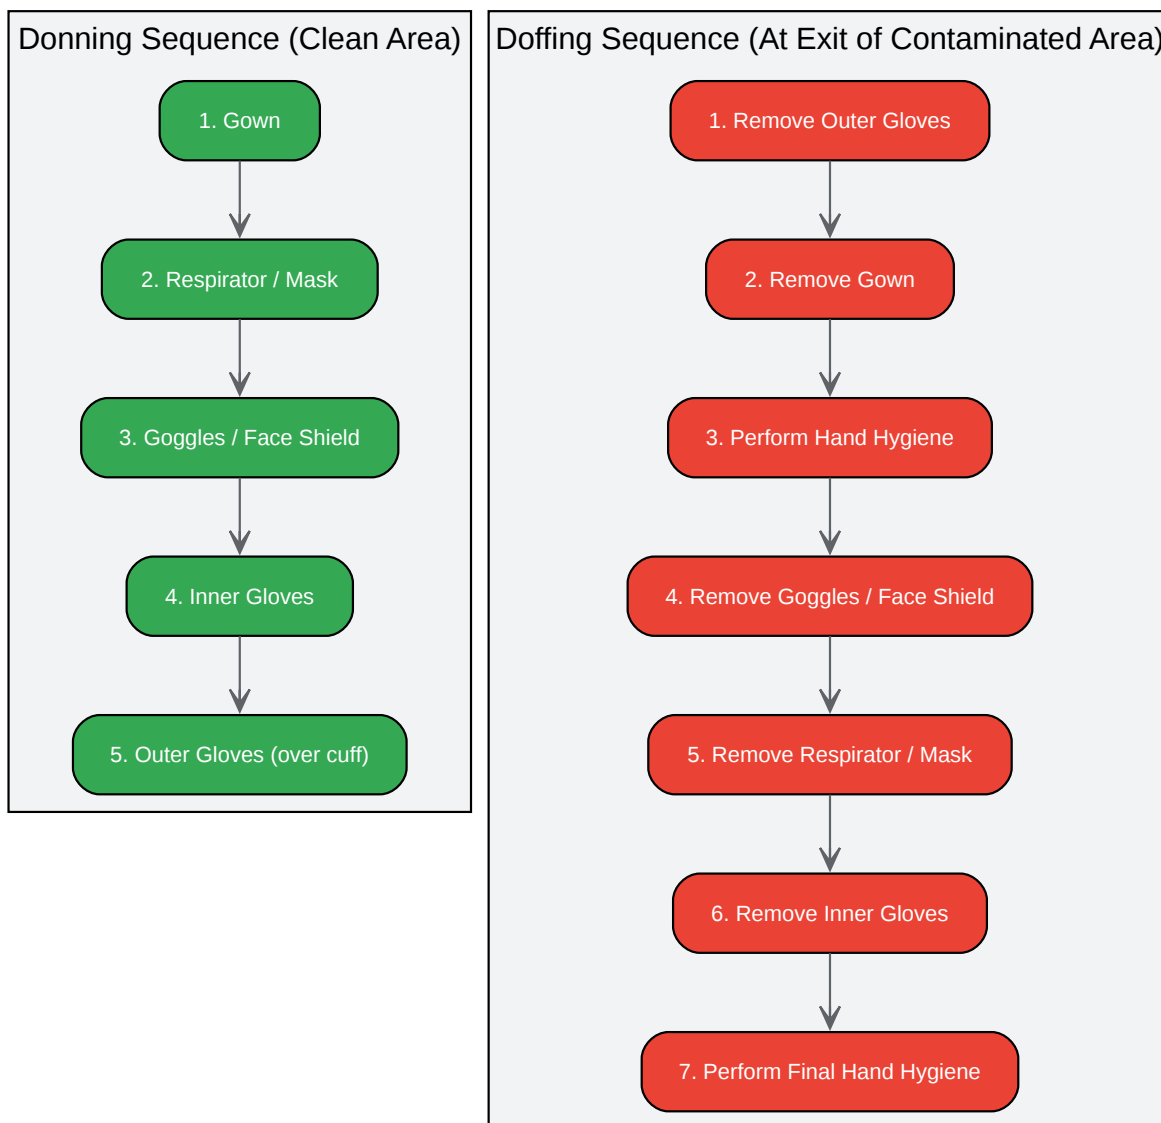 Donning Sequence (Clean Area)
1. Gown
2. Respirator / Mask
3. Goggles / Face Shield
4. Inner Gloves
5. Outer Gloves (over cuff)
Doffing Sequence (At Exit of Contaminated Area)
1. Remove Outer Gloves
2. Remove Gown
3. Perform Hand Hygiene
4. Remove Goggles / Face Shield
5. Remove Respirator / Mask
6. Remove Inner Gloves
7. Perform Final Hand Hygiene